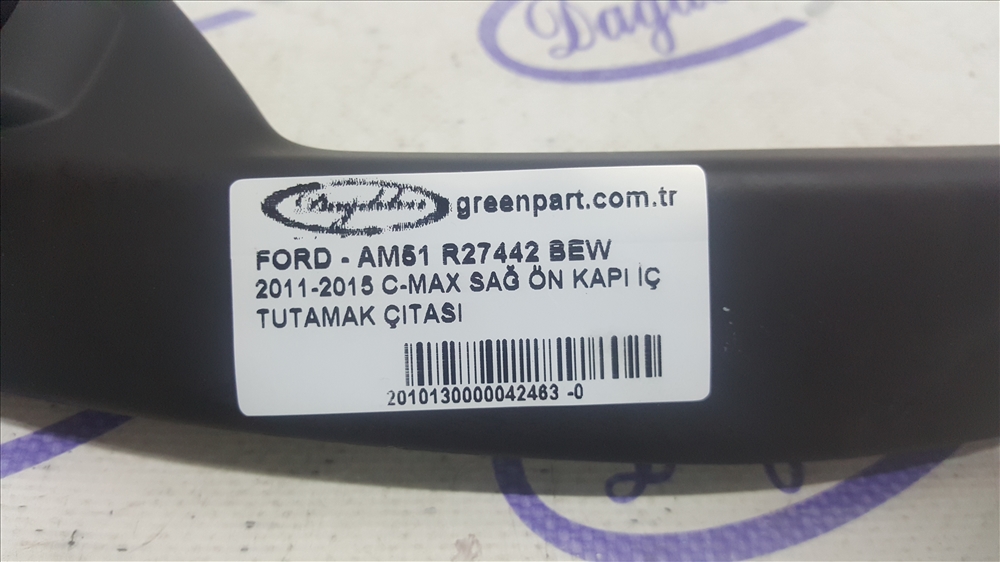 greenpart.com.tr
FORD - AM51 R27442 BEW
2011-2015 C-MAX SAĞ ÖN KAPI İÇ
TUTAMAK ÇITASI
2010130000042463 -0